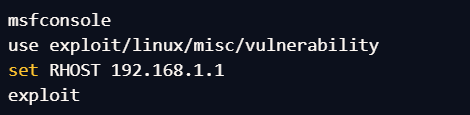 msfconsole
use exploit/linux/misc/vulnerability
set RHOST 192.168.1.1
exploit